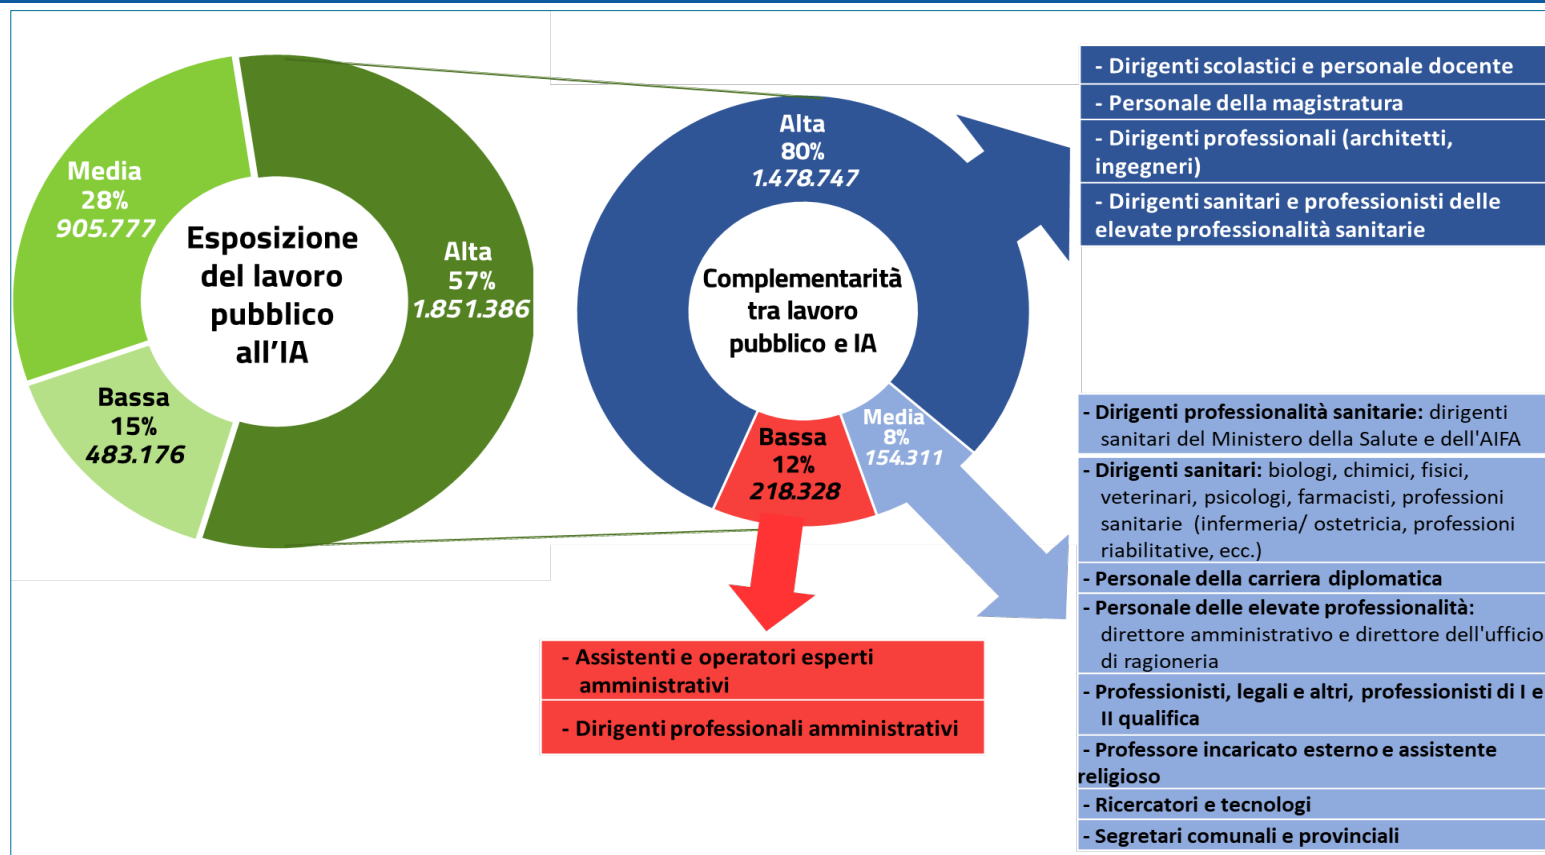 Media
28%
905.777
Bassa
15%
483.176
Esposizione
del lavoro
pubblico
all'IA
Alta
57%
1.851.386
Alta
80%
1.478.747
Complementarità
tra lavoro
pubblico e IA
Bassa
12%
218.328
Media
8%
154.311
- Dirigenti scolastici e personale docente
- Personale della magistratura
- Dirigenti professionali (architetti,
ingegneri)
- Dirigenti sanitari e professionisti delle
elevate professionalità sanitarie
- Dirigenti professionalità sanitarie: dirigenti
sanitari del Ministero della Salute e dell'AIFA
- Dirigenti sanitari: biologi, chimici, fisici,
veterinari, psicologi, farmacisti, professioni
sanitarie (infermeria/ ostetricia, professioni
riabilitative, ecc.)
- Personale della carriera diplomatica
- Personale delle elevate professionalità:
direttore amministrativo e direttore dell'ufficio
di ragioneria
- Professionisti, legali e altri, professionisti di I e
II qualifica
- Professore incaricato esterno e assistente
religioso
- Ricercatori e tecnologi
- Segretari comunali e provinciali
- Assistenti e operatori esperti
amministrativi
- Dirigenti professionali amministrativi